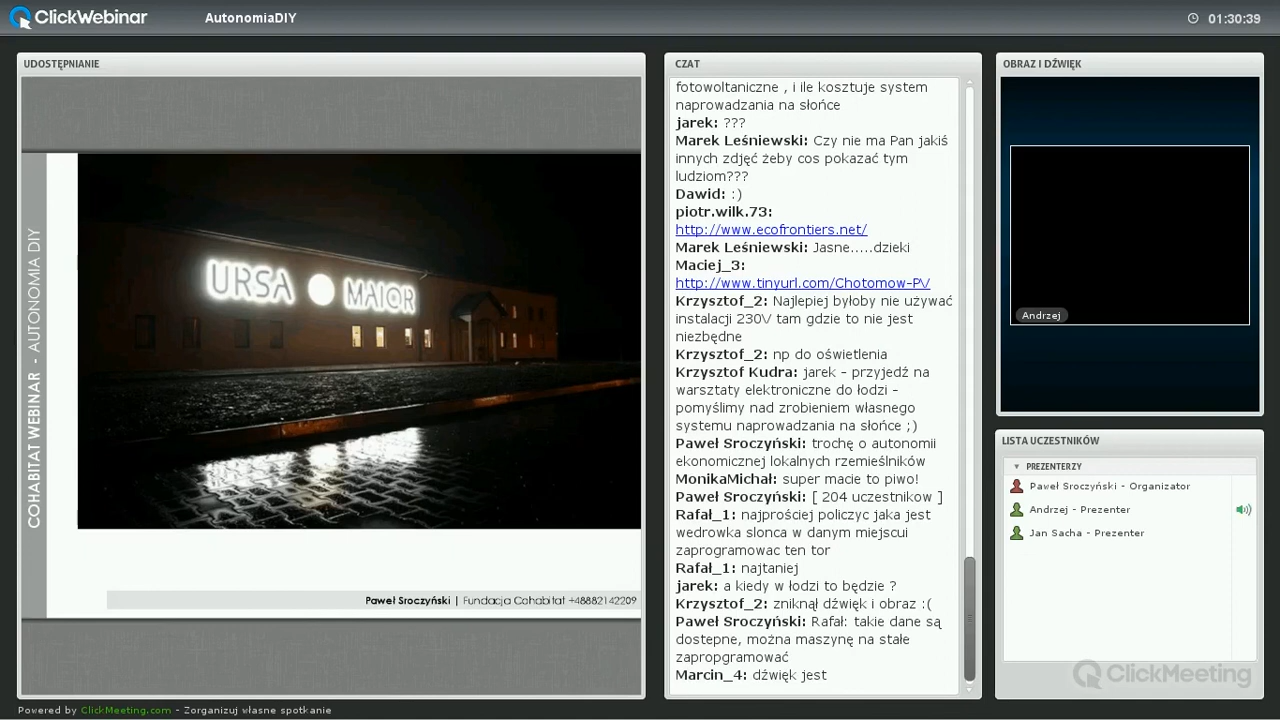 ClickWebinar
AutonomiaDIY
01:30:39
UDOSTĘPNIANIE
COHABITAT WEBINAR - AUTONOMIA DIY
URSA MAIOR
Paweł Sroczyński | Fundacja Cohabitat +48882142209
CZAT
fotowoltaniczne , i ile kosztuje system
naprowadzania na słońce
jarek: ???
Marek Leśniewski: Czy nie ma Pan jakiś
innych zdjęć żeby cos pokazać tym
ludziom???
Dawid: :)
piotr.wilk.73:
http://www.ecofrontiers.net/
Marek Leśniewski: Jasne.....dzieki
Maciej_3:
http://www.tinyurl.com/Chotomow-PV/
Krzysztof_2: Najlepiej byłoby nie używać
instalacji 230V tam gdzie to nie jest
niezbędne
Krzysztof_2: np do oświetlenia
Krzysztof Kudra: jarek - przyjedź na
warsztaty elektroniczne do łodzi -
pomyślimy nad zrobieniem własnego
systemu naprowadzania na słońce ;)
Paweł Sroczyński: trochę o autonomii
ekonomicznej lokalnych rzemieślników
MonikaMichał: super macie to piwo!
Paweł Sroczyński: [ 204 uczestnikow ]
Rafał_1: najprościej policzyc jaka jest
wedrowka slonca w danym miejscui
zaprogramowac ten tor
Rafał_1: najtaniej
jarek: a kiedy w łodzi to będzie ?
Krzysztof_2: zniknął dźwięk i obraz :(
Paweł Sroczyński: Rafał: takie dane są
dostepne, można maszynę na stałe
zapropgramować
Marcin_4: dźwięk jest
OBRAZ I DŹWIĘK
Andrzej
LISTA UCZESTNIKÓW
PREZENTERZY
Paweł Sroczyński - Organizator
Andrzej - Prezenter
Jan Sacha - Prezenter
ClickMeeting
Powered by ClickMeeting.com - Zorganizuj własne spotkanie